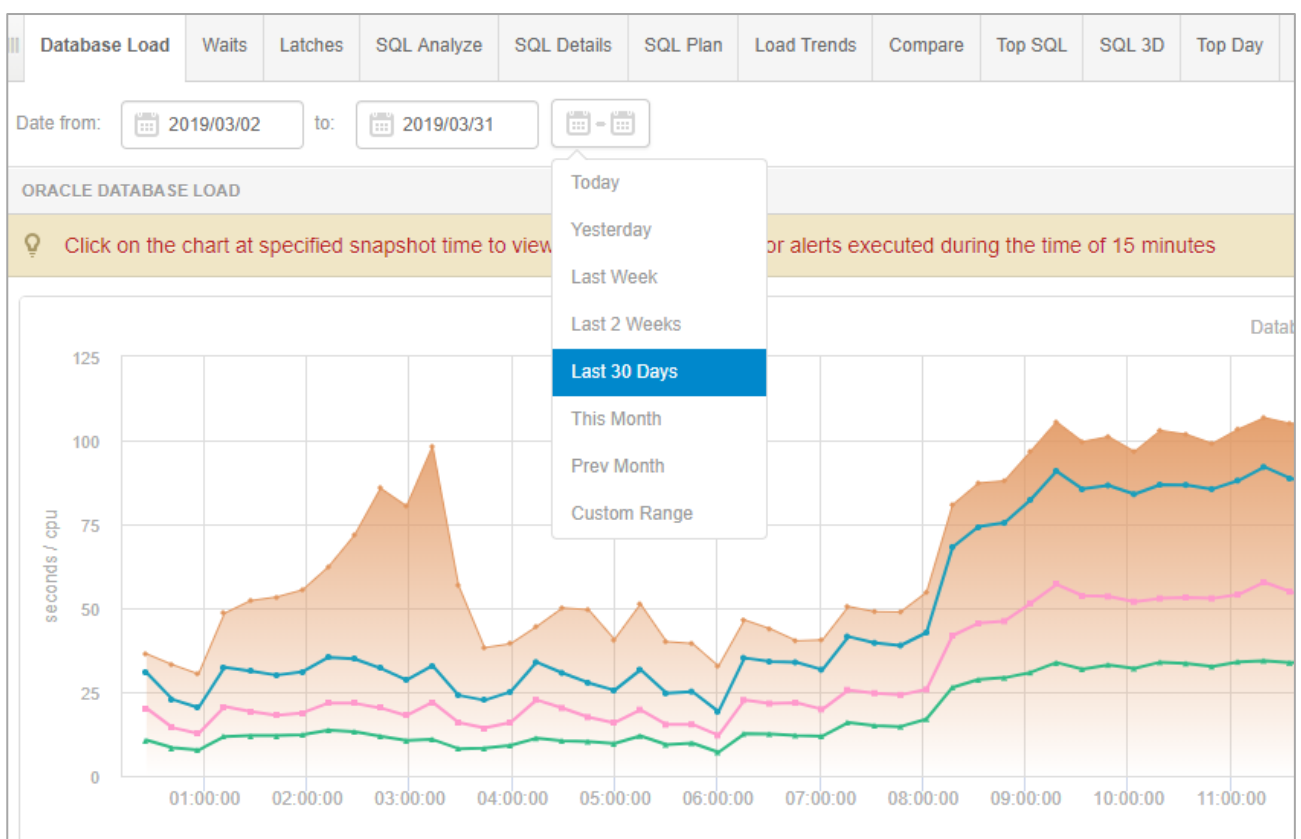 Database Load Waits Latches SQL Analyze SQL Details SQL Plan Load Trends Compare Top SQL SQL 3D Top Day
Date from: 2019/03/02 to: 2019/03/31 -
ORACLE DATABASE LOAD
Today
Yesterday
Last Week
Last 2 Weeks
Last 30 Days
This Month
Prev Month
Custom Range
Click on the chart at specified snapshot time to view or alerts executed during the time of 15 minutes
125
100
75
50
25
0
seconds / cpu
01:00:00 02:00:00 03:00:00 04:00:00 05:00:00 06:00:00 07:00:00 08:00:00 09:00:00 10:00:00 11:00:00